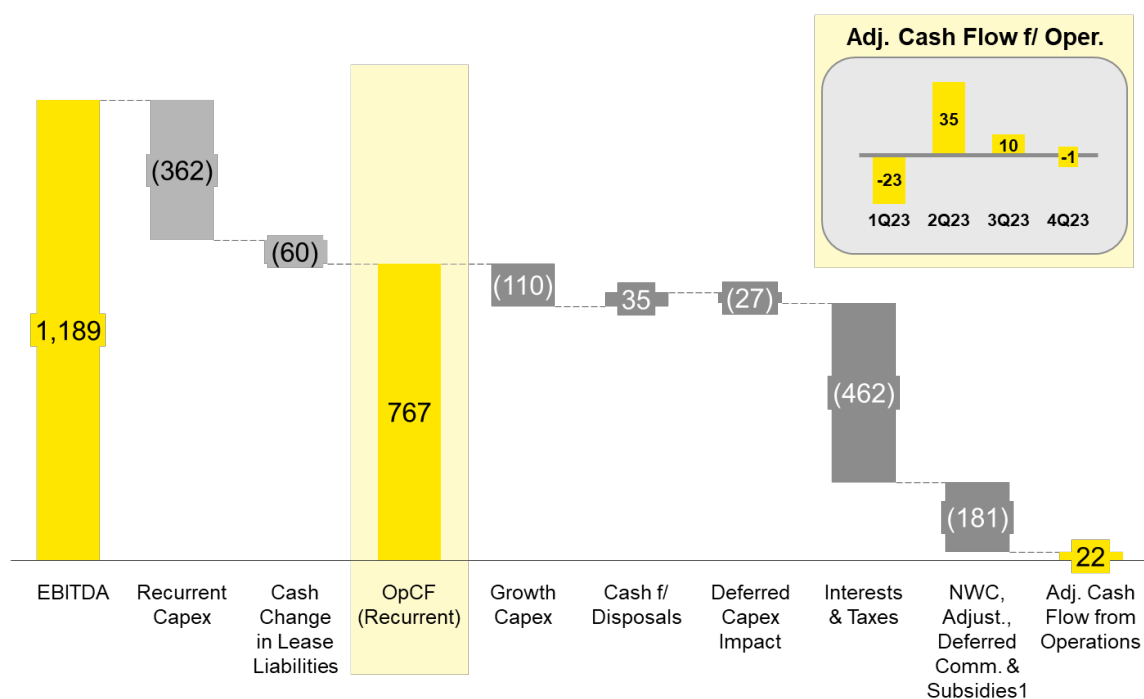 Adj. Cash Flow f/ Oper.
35
10
-1
-23
1Q23 2Q23 3Q23 4Q23
(362)
(60)
(110)
35
(27)
1,189
(462)
767
(181)
22
EBITDA
Recurrent
Capex
Cash
Change
in Lease
Liabilities
OpCF
(Recurrent)
Growth
Capex
Cash f/
Disposals
Deferred
Capex
Impact
Interests
& Taxes
NWC,
Adjust.,
Deferred
Comm. &
Subsidies1
Adj. Cash
Flow from
Operations